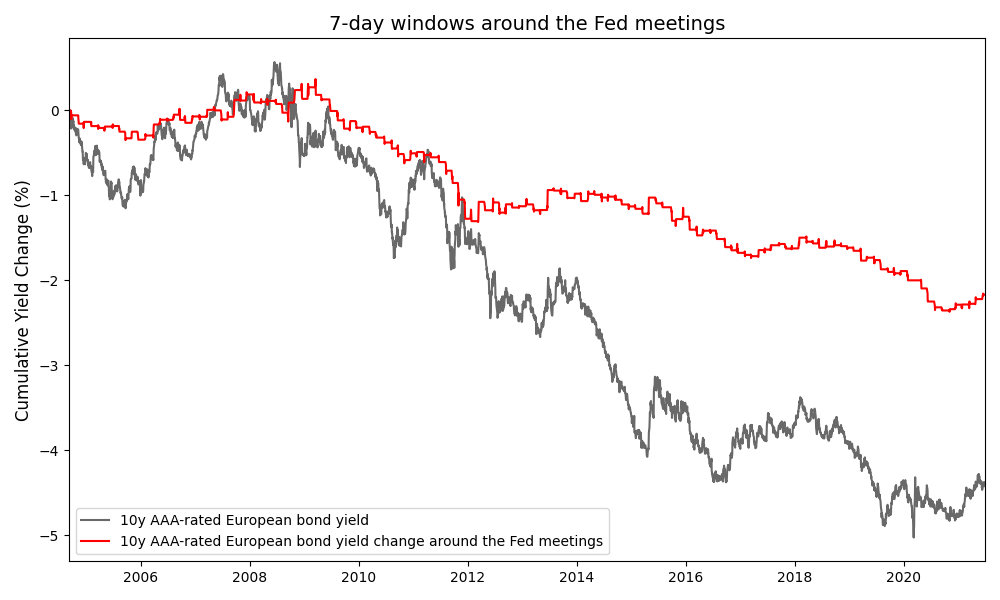 7-day windows around the Fed meetings
Cumulative Yield Change (%)
0
−1
−2
−3
−4
−5
10y AAA-rated European bond yield
10y AAA-rated European bond yield change around the Fed meetings
2006 2008 2010 2012 2014 2016 2018 2020